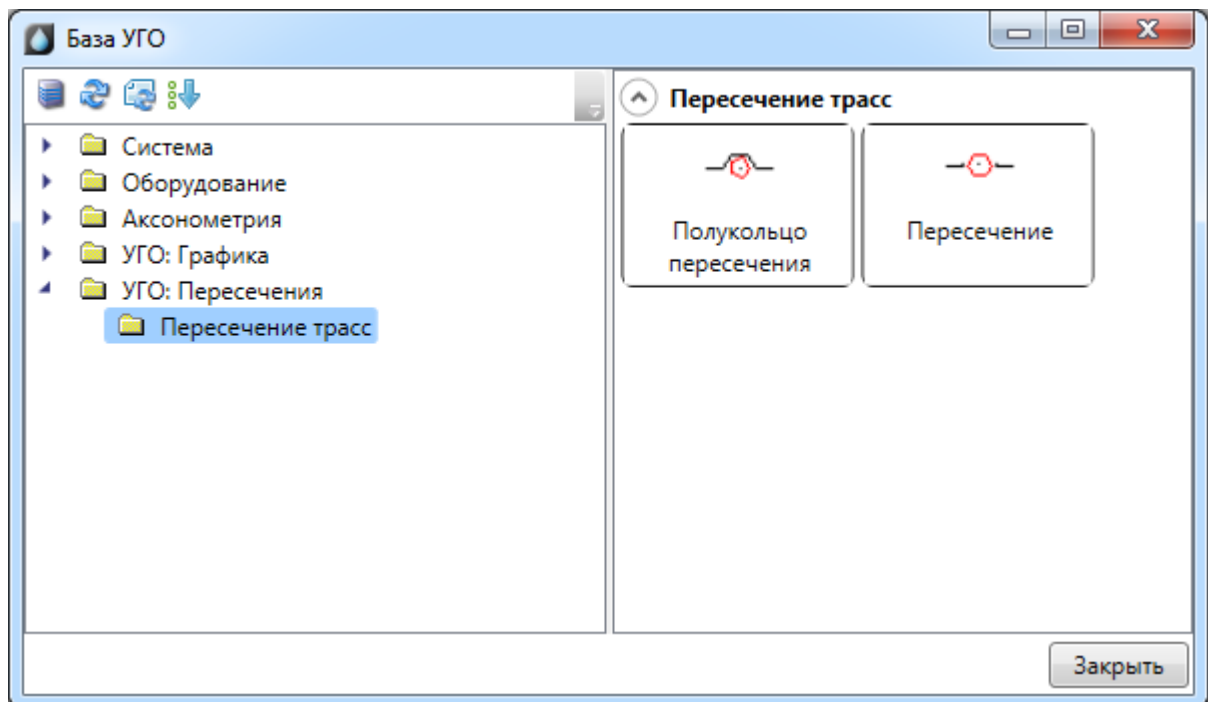 База УГО
Система
Оборудование
Аксонометрия
УГО: Графика
УГО: Пересечения
Пересечение трасс
Пересечение трасс
Полукольцо
пересечения
Пересечение
Закрыть